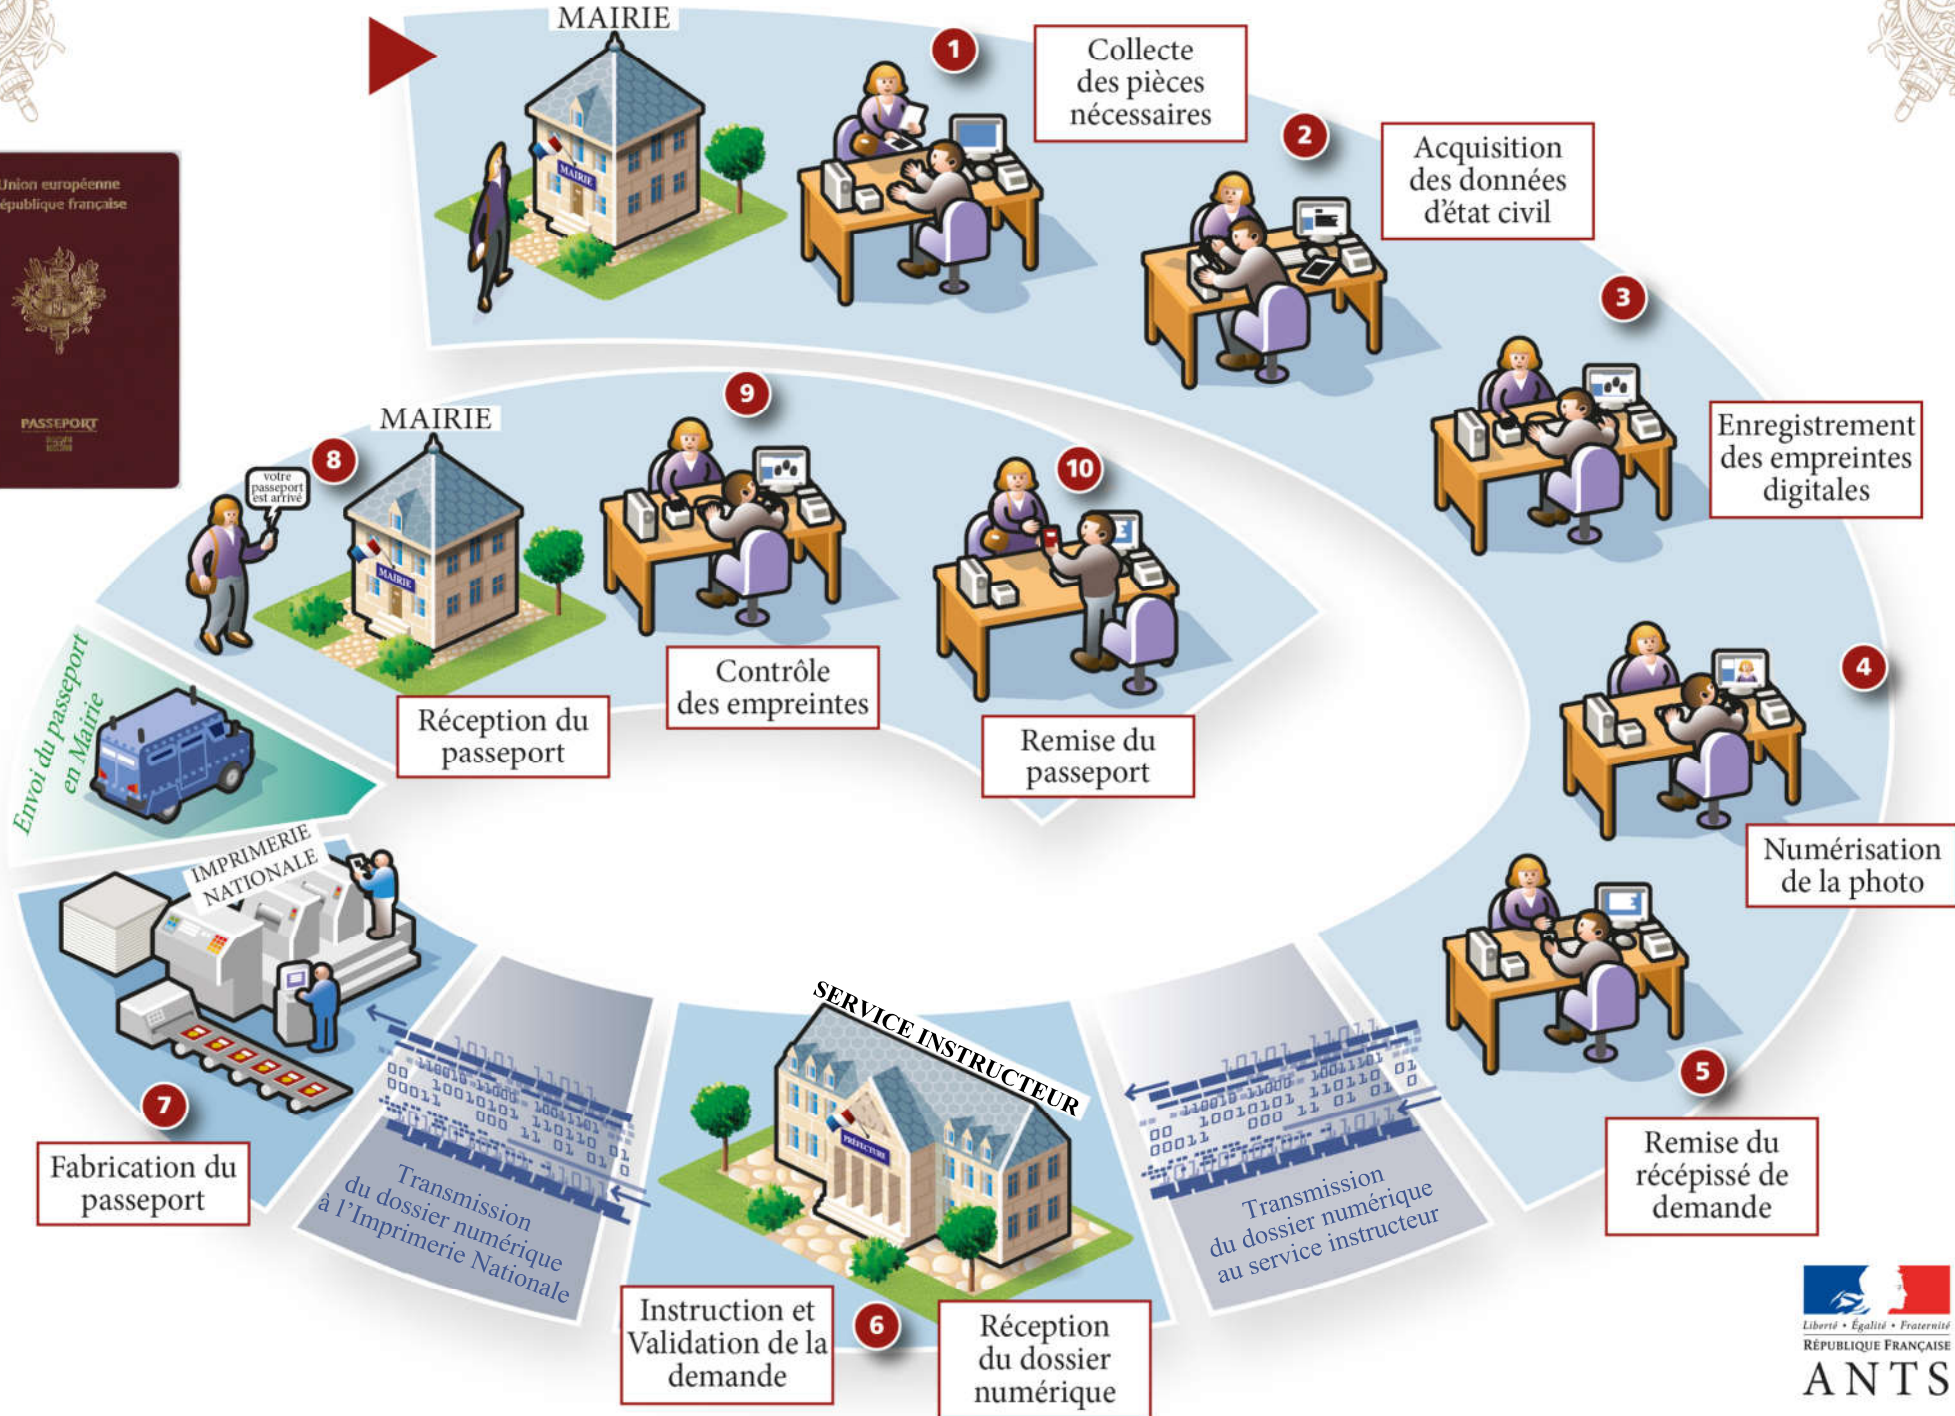 MAIRIE
MAIRIE
1
Collecte
des pièces
nécessaires
2
Acquisition
des données
d'état civil
3
Enregistrement
des empreintes
digitales
4
Numérisation
de la photo
5
Remise du
récépissé de
demande
Transmission
du dossier numérique
au service instructeur
SERVICE INSTRUCTEUR
PRÉFECTURE
6
Réception
du dossier
numérique
Instruction et
Validation de la
demande
Transmission
du dossier numérique
à l'Imprimerie Nationale
IMPRIMERIE
NATIONALE
7
Fabrication du
passeport
Envoi du passeport
en Mairie
8
votre
passeport
est arrivé
MAIRIE
MAIRIE
Réception du
passeport
9
Contrôle
des empreintes
10
Remise du
passeport
Union européenne
République française
PASSEPORT
Liberté • Égalité • Fraternité
RÉPUBLIQUE FRANÇAISE
ANTS